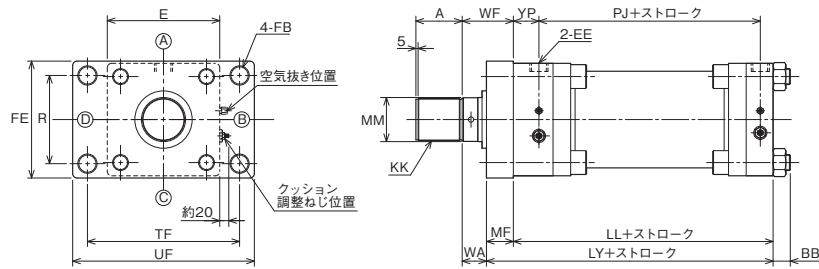 E
A
4-FB
空気抜き位置
FE
R
D
B
C
クッション
調整ねじ位置
約20
TF
UF
A
WF
YP
PJ+ストローク
5
2-EE
MM
KK
MF
LL+ストローク
WA
LY+ストローク
BB